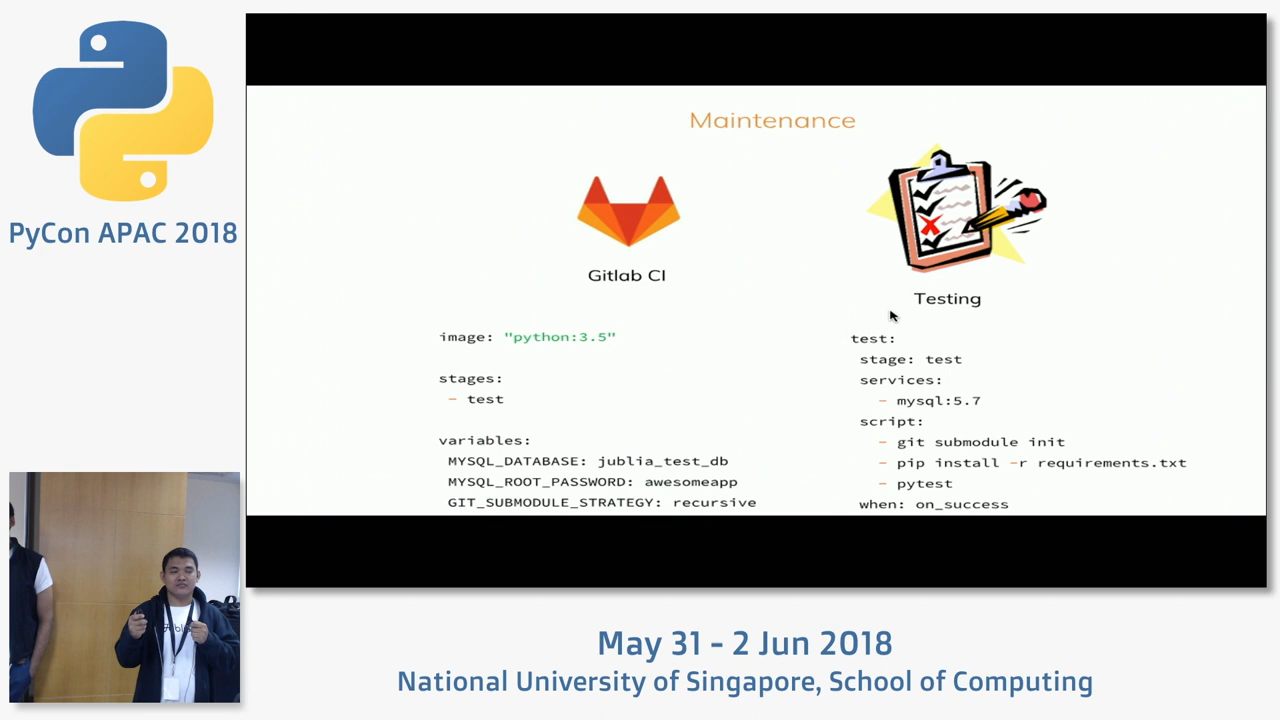 PyCon APAC 2018
Maintenance
Gitlab CI
Testing
image: "python:3.5"
stages:
- test
variables:
MYSQL_DATABASE: jublia_test_db
MYSQL_ROOT_PASSWORD: awesomeapp
GIT_SUBMODULE_STRATEGY: recursive
test:
stage: test
services:
- mysql:5.7
script:
- git submodule init
- pip install -r requirements.txt
- pytest
when: on_success
May 31 - 2 Jun 2018
National University of Singapore, School of Computing